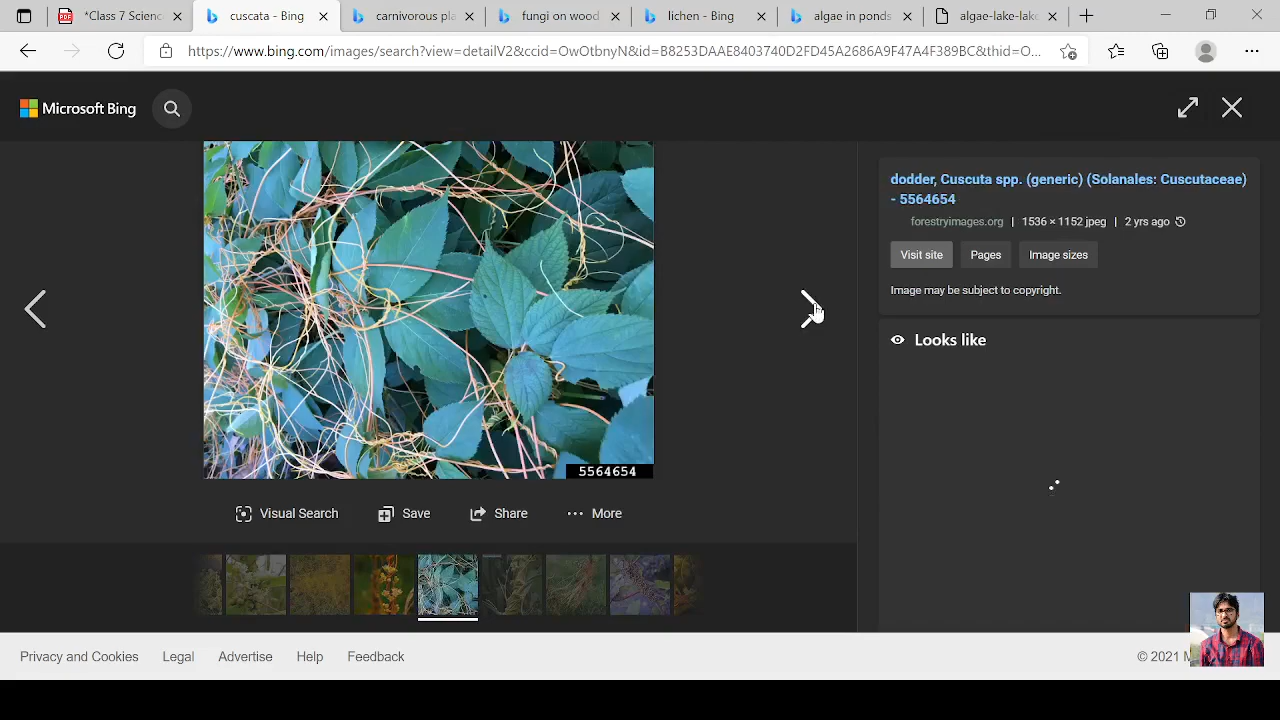 *Class 7 Scienc
cuscata - Bing
carnivorous pla
fungi on wood
lichen - Bing
algae in ponds
algae-lake-lake
https://www.bing.com/images/search?view=detailV2&ccid=OwOtbnyN&id=B8253DAAE8403740D2FD45A2686A9F47A4F389BC&thid=O...
Microsoft Bing
dodder, Cuscuta spp. (generic) (Solanales: Cuscutaceae)
- 5564654
forestryimages.org | 1536 × 1152 jpeg | 2 yrs ago
Visit site
Pages
Image sizes
Image may be subject to copyright.
Looks like
5564654
Visual Search
Save
Share
More
Privacy and Cookies
Legal
Advertise
Help
Feedback
© 2021 M